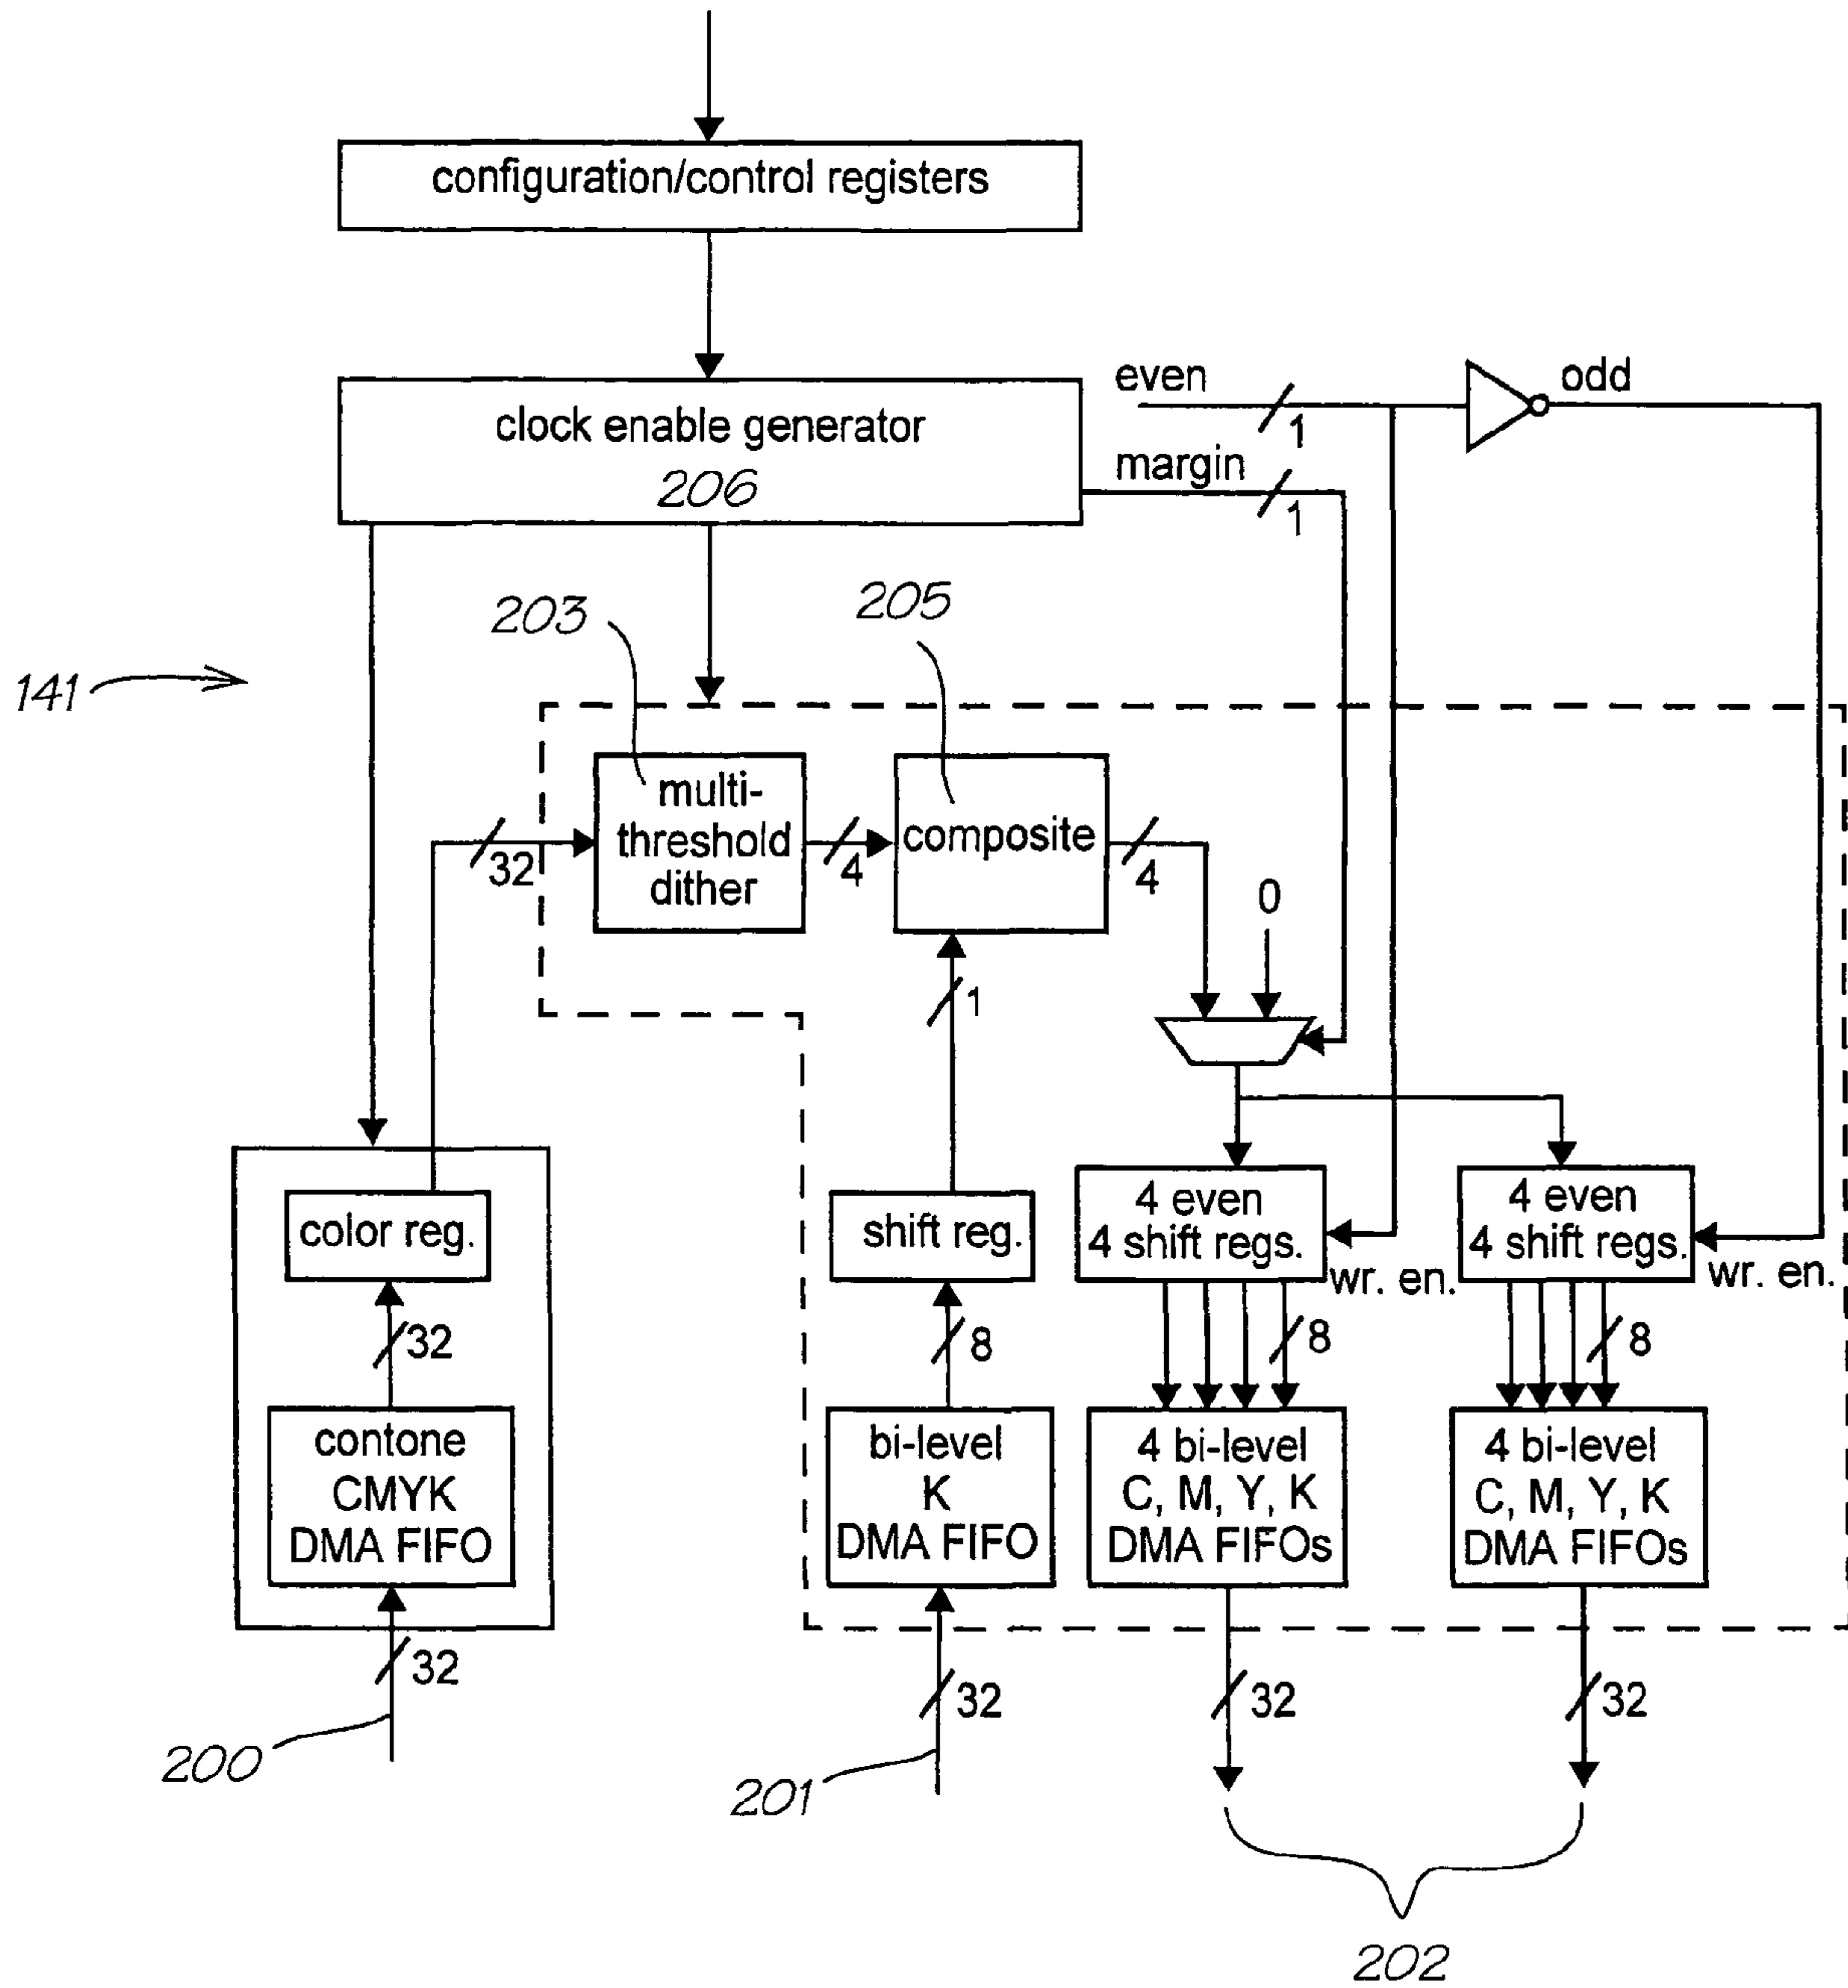 configuration/control registers
clock enable generator
206
even
1
odd
margin
1
203
205
141
multi-
threshold
dither
32
4
composite
4
0
1
color reg.
shift reg.
4 even
4 shift regs.
wr. en.
4 even
4 shift regs.
wr. en.
32
8
8
8
contone
CMYK
DMA FIFO
bi-level
K
DMA FIFO
4 bi-level
C, M, Y, K
DMA FIFOs
4 bi-level
C, M, Y, K
DMA FIFOs
32
32
32
32
200
201
202